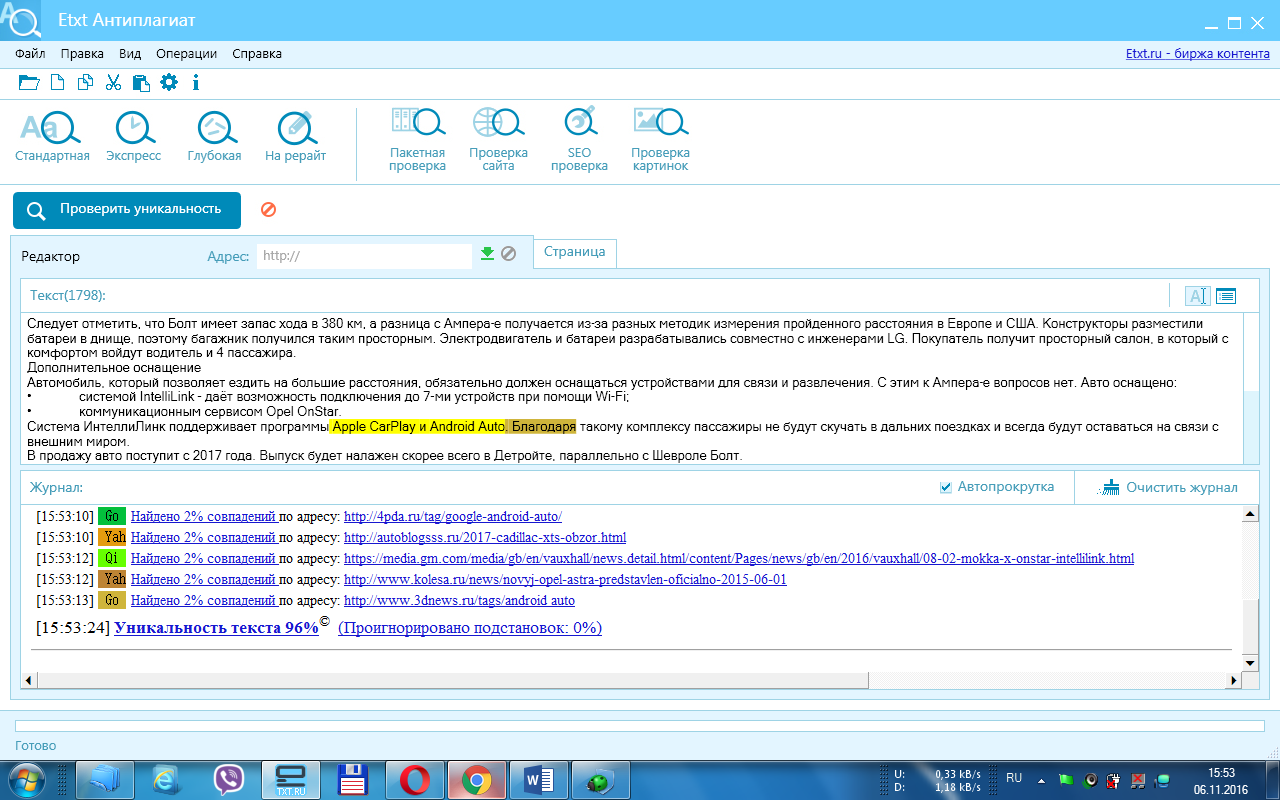 Etxt Антиплагиат
Файл Правка Вид Операции Справка Etxt.ru - биржа контента
Стандартная Экспресс Глубокая На рерайт Пакетная проверка Проверка сайта SEO проверка Проверка картинок
Проверить уникальность
Редактор Адрес: http:// Страница
Текст(1798):
Следует отметить, что Болт имеет запас хода в 380 км, а разница с Ампера-е получается из-за разных методик измерения пройденного расстояния в Европе и США. Конструкторы разместили
батареи в днище, поэтому багажник получился таким просторным. Электродвигатель и батареи разрабатывались совместно с инженерами LG. Покупатель получит просторный салон, в который с
комфортом войдут водитель и 4 пассажира.
Дополнительное оснащение
Автомобиль, который позволяет ездить на большие расстояния, обязательно должен оснащаться устройствами для связи и развлечения. С этим к Ампера-е вопросов нет. Авто оснащено:
• системой IntelliLink - даёт возможность подключения до 7-ми устройств при помощи Wi-Fi;
• коммуникационным сервисом Opel OnStar.
Система ИнтеллиЛинк поддерживает программы Apple CarPlay и Android Auto. Благодаря такому комплексу пассажиры не будут скучать в дальних поездках и всегда будут оставаться на связи с
внешним миром.
В продажу авто поступит с 2017 года. Выпуск будет налажен скорее всего в Детройте, параллельно с Шевроле Болт.
Журнал: Автопрокрутка Очистить журнал
[15:53:10] Go Найдено 2% совпадений по адресу: http://4pda.ru/tag/google-android-auto/
[15:53:10] Yah Найдено 2% совпадений по адресу: http://autoblogsss.ru/2017-cadillac-xts-obzor.html
[15:53:12] Qi Найдено 2% совпадений по адресу: https://media.gm.com/media/gb/en/vauxhall/news.detail.html/content/Pages/news/gb/en/2016/vauxhall/08-02-mokka-x-onstar-intellilink.html
[15:53:12] Yah Найдено 2% совпадений по адресу: http://www.kolesa.ru/news/novyj-opel-astra-predstavlen-oficialno-2015-06-01
[15:53:13] Go Найдено 2% совпадений по адресу: http://www.3dnews.ru/tags/android auto
[15:53:24] Уникальность текста 96%© (Проигнорировано подстановок: 0%)
Готово
TXT.RU U: 0,33 kB/s RU 15:53
D: 1,18 kB/s 06.11.2016